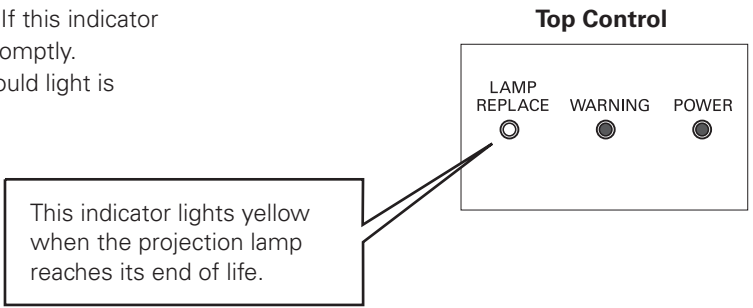 If this indicator
omptly.
ould light is
Top Control
LAMP
REPLACE WARNING POWER
This indicator lights yellow
when the projection lamp
reaches its end of life.